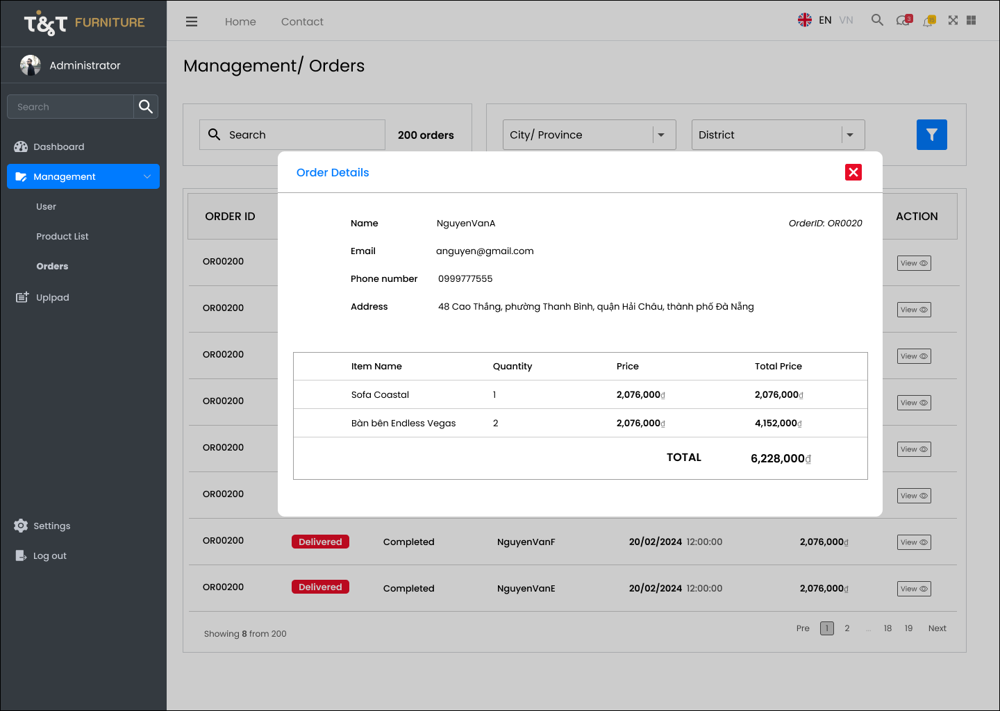 T&T FURNITURE
Administrator
Search
Dashboard
Management
User
Product List
Orders
Uplpad
Settings
Log out
Home
Contact
EN VN
3
15
Management/ Orders
Search
200 orders
City/ Province
District
ORDER ID
ACTION
OR00200
View
OR00200
View
OR00200
View
OR00200
View
OR00200
View
OR00200
View
OR00200 Delivered Completed NguyenVanF 20/02/2024 12:00:00 2,076,000₫ View
OR00200 Delivered Completed NguyenVanE 20/02/2024 12:00:00 2,076,000₫ View
Showing 8 from 200
Pre 1 2 ... 18 19 Next
Order Details
Name NguyenVanA
OrderID: OR0020
Email anguyen@gmail.com
Phone number 0999777555
Address 48 Cao Thắng, phường Thanh Bình, quận Hải Châu, thành phố Đà Nẵng
Item Name Quantity Price Total Price
Sofa Coastal 1 2,076,000₫ 2,076,000₫
Bàn bên Endless Vegas 2 2,076,000₫ 4,152,000₫
TOTAL 6,228,000₫